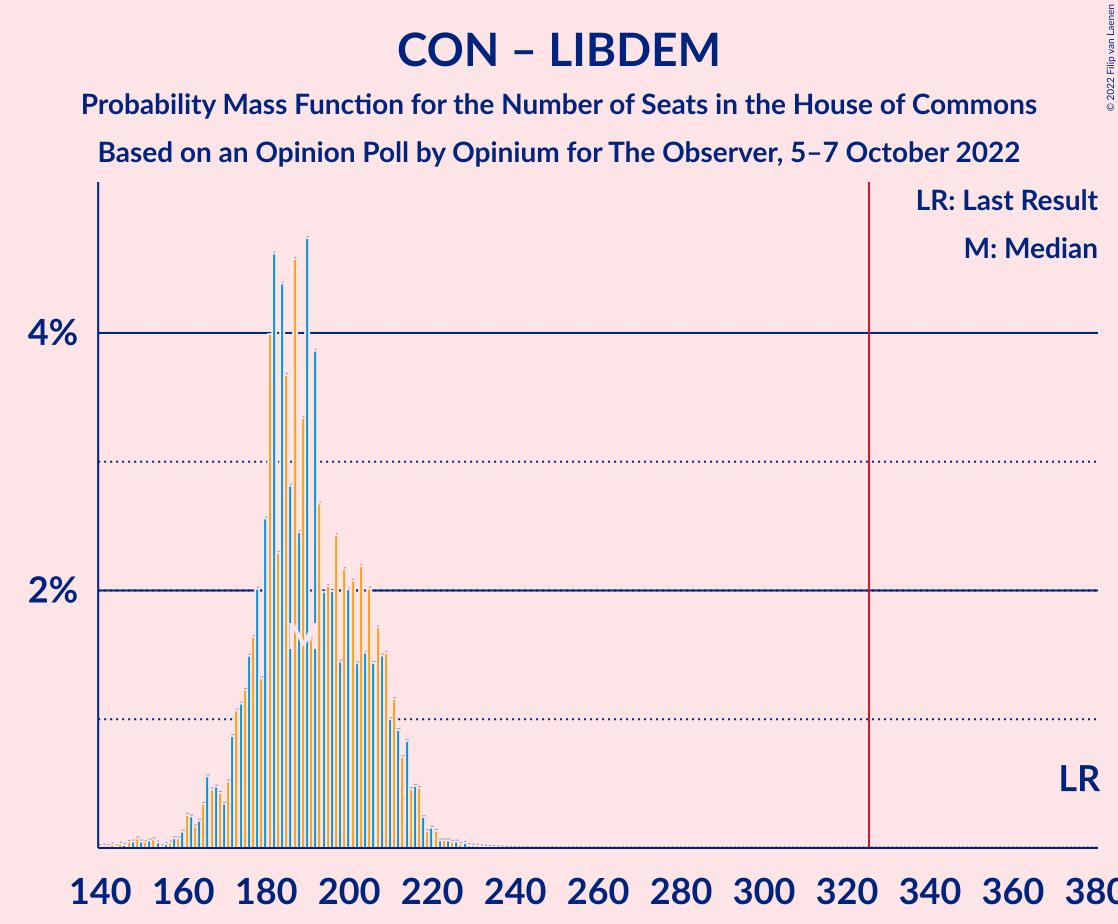 CON – LIBDEM
Probability Mass Function for the Number of Seats in the House of Commons
Based on an Opinion Poll by Opinium for The Observer, 5–7 October 2022
© 2022 Filip van Laenen
LR: Last Result
M: Median
4%
2%
M
LR
140 160 180 200 220 240 260 280 300 320 340 360 380